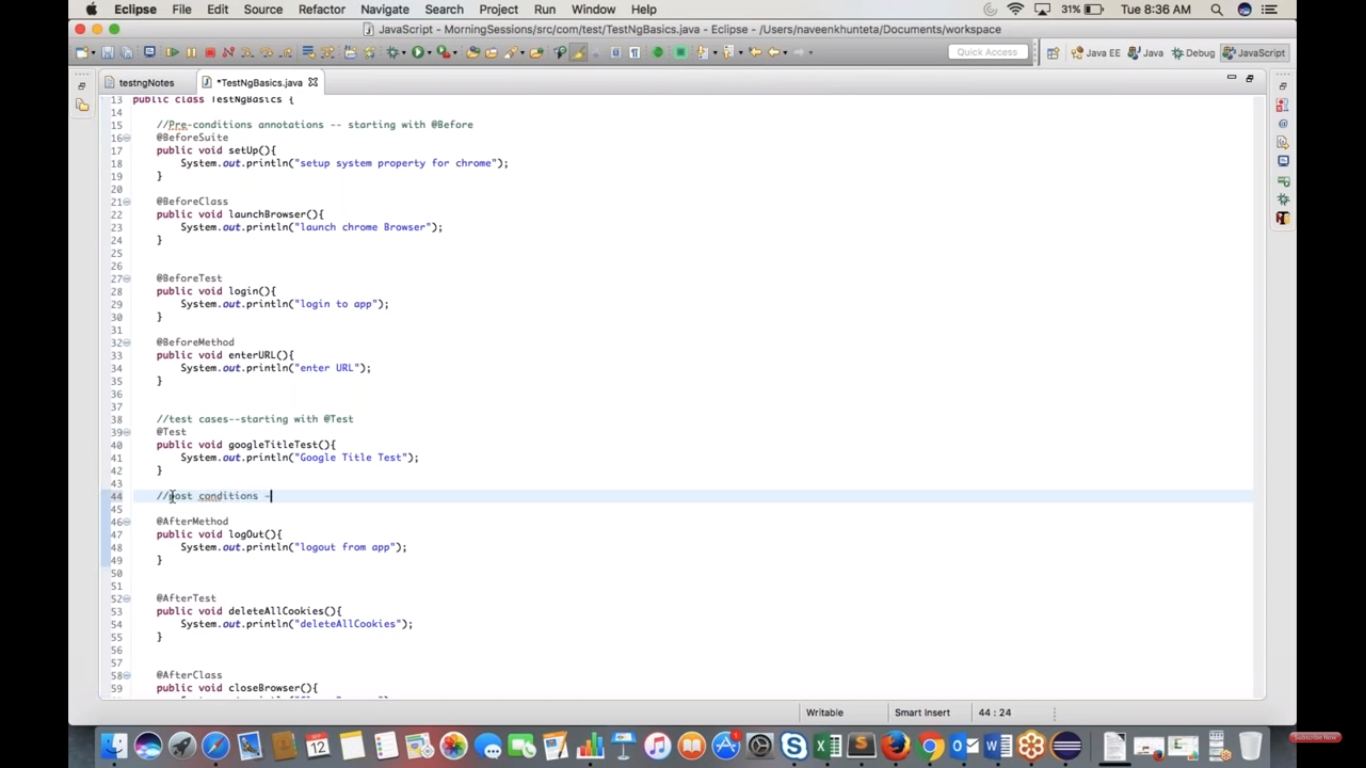 Eclipse File Edit Source Refactor Navigate Search Project Run Window Help 31% Tue 8:36 AM
JavaScript - MorningSessions/src/com/test/TestNgBasics.java - Eclipse - /Users/naveenkhunteta/Documents/workspace
Quick Access Java EE Java Debug JavaScript
testngNotes *TestNgBasics.java
13 public class TestNgBasics {
14
15 //Pre-conditions annotations -- starting with @Before
16 @BeforeSuite
17 public void setUp(){
18 System.out.println("setup system property for chrome");
19 }
20
21 @BeforeClass
22 public void launchBrowser(){
23 System.out.println("launch chrome Browser");
24 }
25
26
27 @BeforeTest
28 public void login(){
29 System.out.println("login to app");
30 }
31
32 @BeforeMethod
33 public void enterURL(){
34 System.out.println("enter URL");
35 }
36
37
38 //test cases--starting with @Test
39 @Test
40 public void googleTitleTest(){
41 System.out.println("Google Title Test");
42 }
43
44 //post conditions -
45
46 @AfterMethod
47 public void logOut(){
48 System.out.println("logout from app");
49 }
50
51
52 @AfterTest
53 public void deleteAllCookies(){
54 System.out.println("deleteAllCookies");
55 }
56
57
58 @AfterClass
59 public void closeBrowser(){
Writable Smart Insert 44 : 24
SEP
12
Subscribe Now